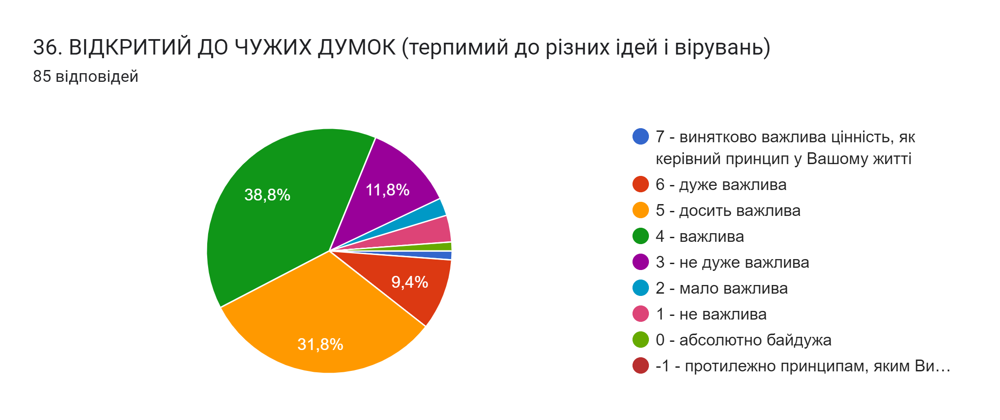 36. ВІДКРИТИЙ ДО ЧУЖИХ ДУМОК (терпимий до різних ідей і вірувань)
85 відповідей
38,8%
11,8%
9,4%
31,8%
7 - винятково важлива цінність, як
керівний принцип у Вашому житті
6 - дуже важлива
5 - досить важлива
4 - важлива
3 - не дуже важлива
2 - мало важлива
1 - не важлива
0 - абсолютно байдужа
-1 - протилежно принципам, яким Ви…